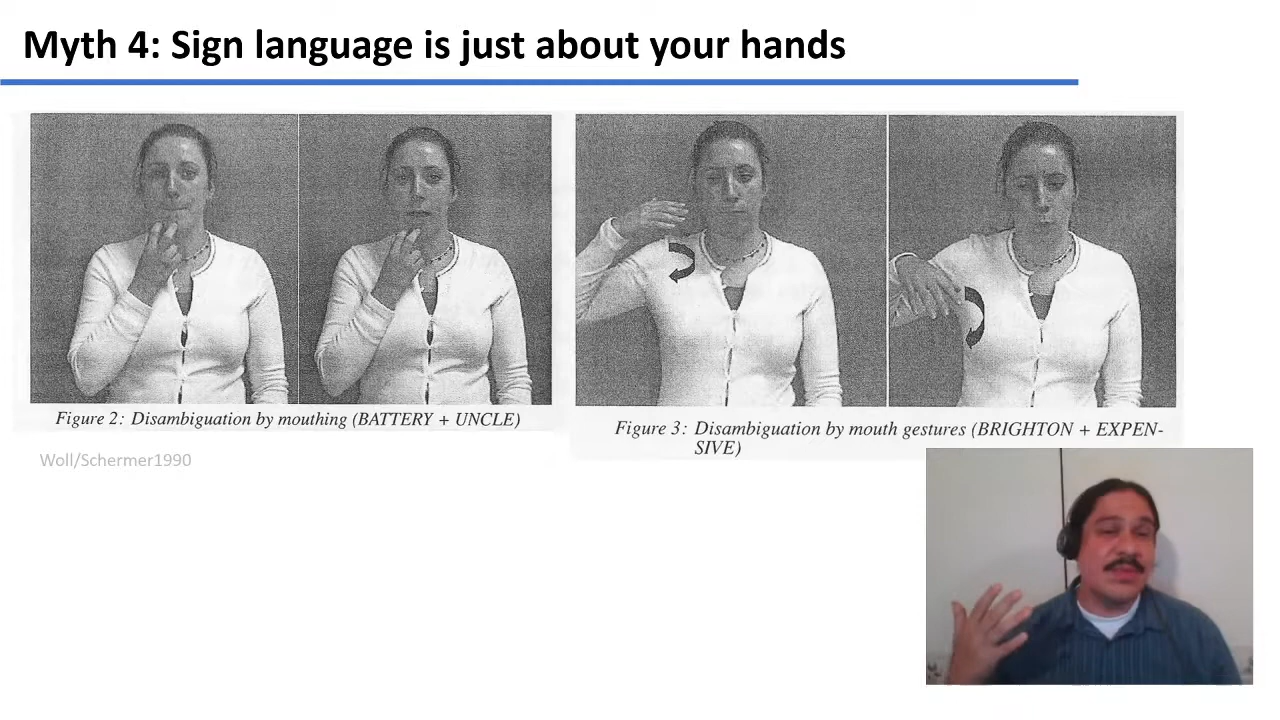 Myth 4: Sign language is just about your hands
Figure 2: Disambiguation by mouthing (BATTERY + UNCLE)
Figure 3: Disambiguation by mouth gestures (BRIGHTON + EXPEN-
SIVE)
Woll/Schermer1990